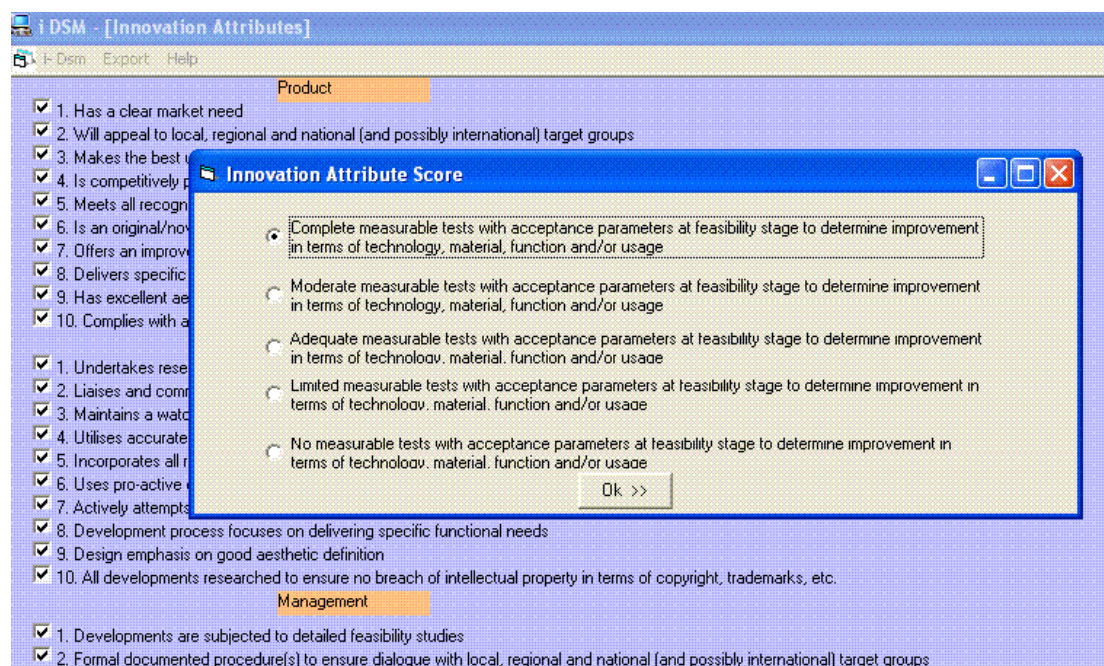 i DSM - [Innovation Attributes]
i-Dsm Export Help
Product
1. Has a clear market need
2. Will appeal to local, regional and national (and possibly international) target groups
3. Makes the best
4. Is competitively
5. Meets all
6. Is an
7. Offers an
8. Delivers specific
9. Has excellent
10. Complies with
1. Undertakes
2. Liaises and
3. Maintains a
4. Utilises accurate
5. Incorporates all
6. Uses pro-active
7. Actively attempts
8. Development process focuses on delivering specific functional needs
9. Design emphasis on good aesthetic definition
10. All developments researched to ensure no breach of intellectual property in terms of copyright, trademarks, etc.
Management
1. Developments are subjected to detailed feasibility studies
2. Formal documented procedure(s) to ensure dialogue with local, regional and national (and possibly international) target groups
Innovation Attribute Score
Complete measurable tests with acceptance parameters at feasibility stage to determine improvement
in terms of technology, material, function and/or usage
Moderate measurable tests with acceptance parameters at feasibility stage to determine improvement
in terms of technology, material, function and/or usage
Adequate measurable tests with acceptance parameters at feasibility stage to determine improvement
in terms of technology, material, function and/or usage
Limited measurable tests with acceptance parameters at feasibility stage to determine improvement in
terms of technology, material, function and/or usage
No measurable tests with acceptance parameters at feasibility stage to determine improvement in
terms of technology, material, function and/or usage
Ok >>